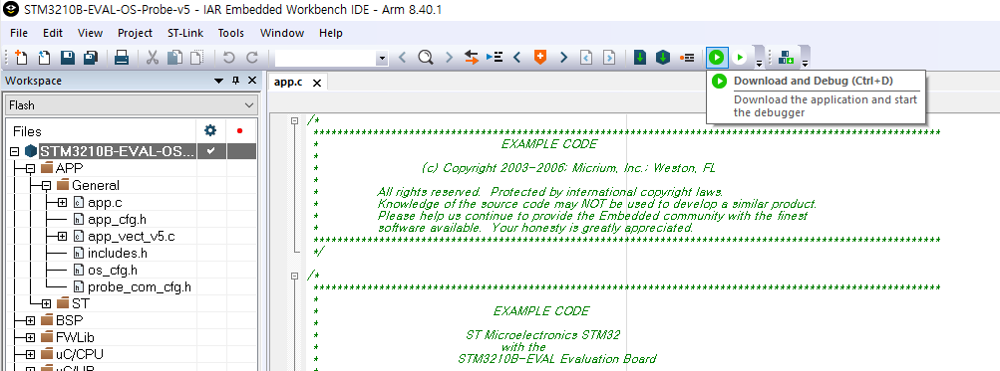 STM3210B-EVAL-OS-Probe-v5 - IAR Embedded Workbench IDE - Arm 8.40.1
File Edit View Project ST-Link Tools Window Help
Workspace
app.c
Download and Debug (Ctrl+D)
Download the application and start
the debugger
Flash
Files
STM3210B-EVAL-OS...
APP
General
app.c
app_cfg.h
app_vect_v5.c
includes.h
os_cfg.h
probe_com_cfg.h
ST
BSP
FWLib
uC/CPU
uC/LIB
/*
*********************************************************************************************************
* EXAMPLE CODE
*
* (c) Copyright 2003-2006; Micrium, Inc.; Weston, FL
*
* All rights reserved. Protected by international copyright laws.
* Knowledge of the source code may NOT be used to develop a similar product.
* Please help us continue to provide the Embedded community with the finest
* software available. Your honesty is greatly appreciated.
*********************************************************************************************************
*/
/*
*********************************************************************************************************
*
* EXAMPLE CODE
*
* ST Microelectronics STM32
* with the
* STM3210B-EVAL Evaluation Board